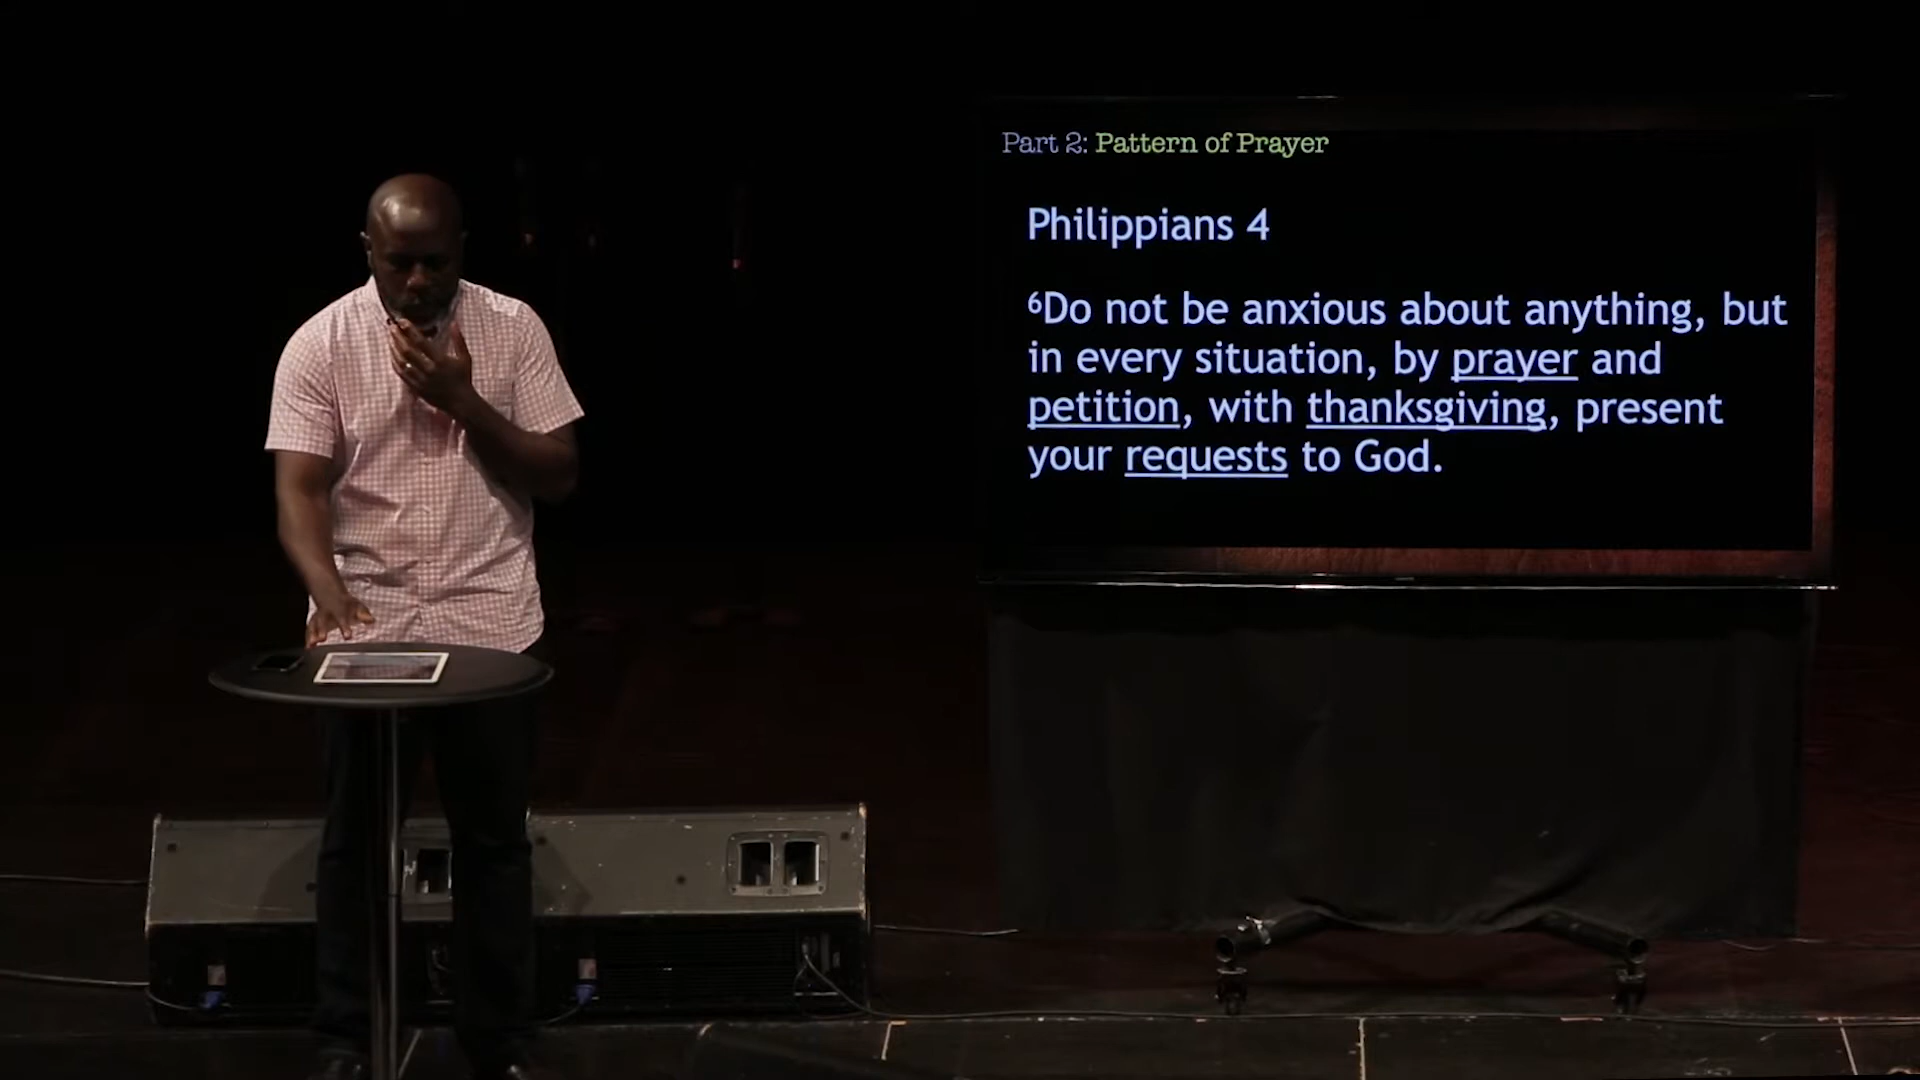 Part 2: Pattern of Prayer
Philippians 4
⁶Do not be anxious about anything, but
in every situation, by prayer and
petition, with thanksgiving, present
your requests to God.